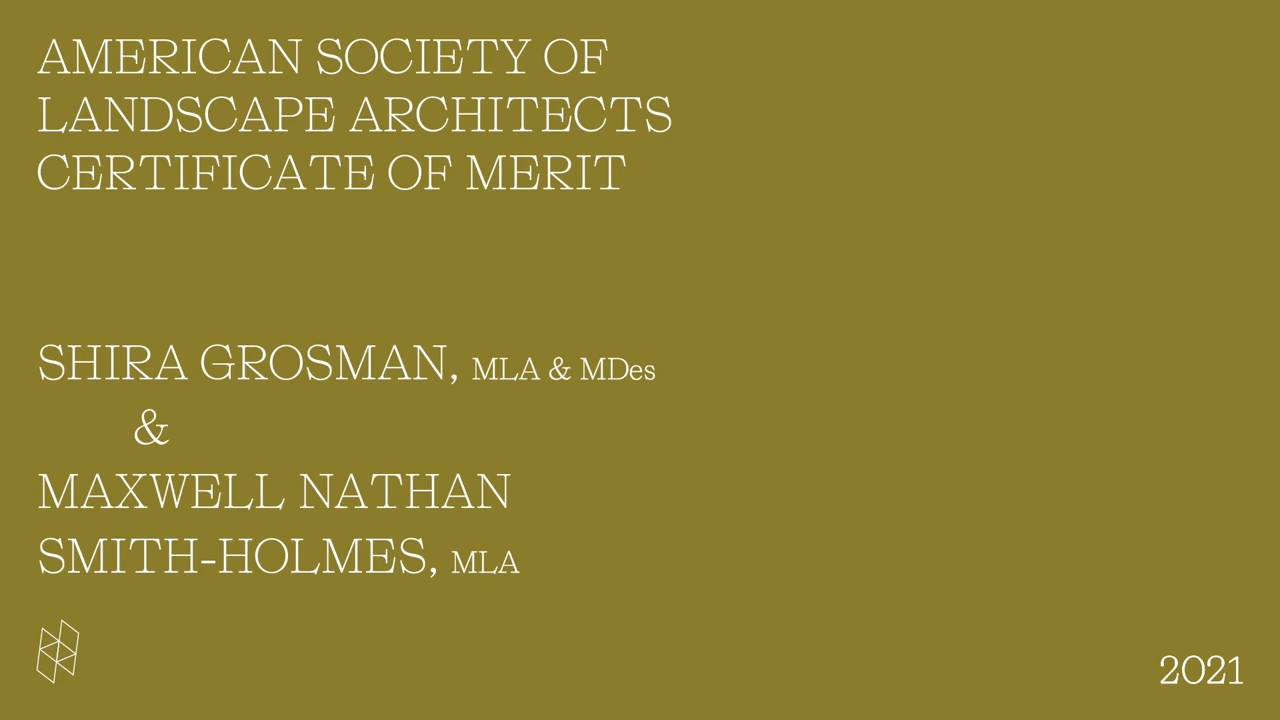 AMERICAN SOCIETY OF
LANDSCAPE ARCHITECTS
CERTIFICATE OF MERIT
SHIRA GROSMAN, MLA & MDes
&
MAXWELL NATHAN
SMITH-HOLMES, MLA
2021